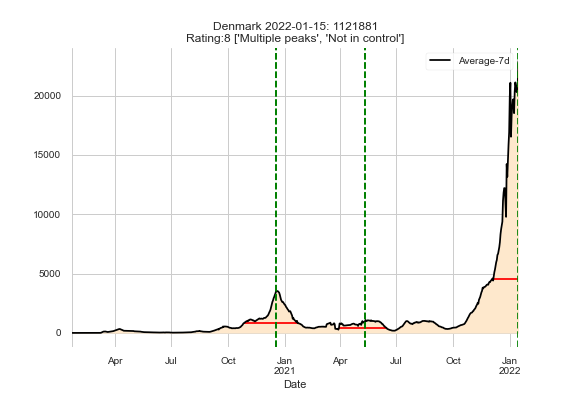 Denmark 2022-01-15: 1121881
Rating:8 ['Multiple peaks', 'Not in control']
Average-7d
20000
15000
10000
5000
0
Apr Jul Oct Jan Apr Jul Oct Jan
2021 2022
Date